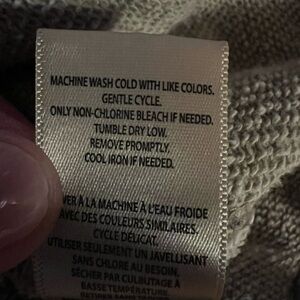 MACHINE WASH COLD WITH LIKE COLORS.
GENTLE CYCLE.
ONLY NON-CHLORINE BLEACH IF NEEDED.
TUMBLE DRY LOW.
REMOVE PROMPTLY.
COOL IRON IF NEEDED.
VER À LA MACHINE À L'EAU FROIDE
AVEC DES COULEURS SIMILAIRES.
CYCLE DÉLICAT.
UTILISER SEULEMENT UN JAVELLISANT
SANS CHLORE AU BESOIN.
SÉCHER PAR CULBUTAGE À
BASSE TEMPÉRATURE.